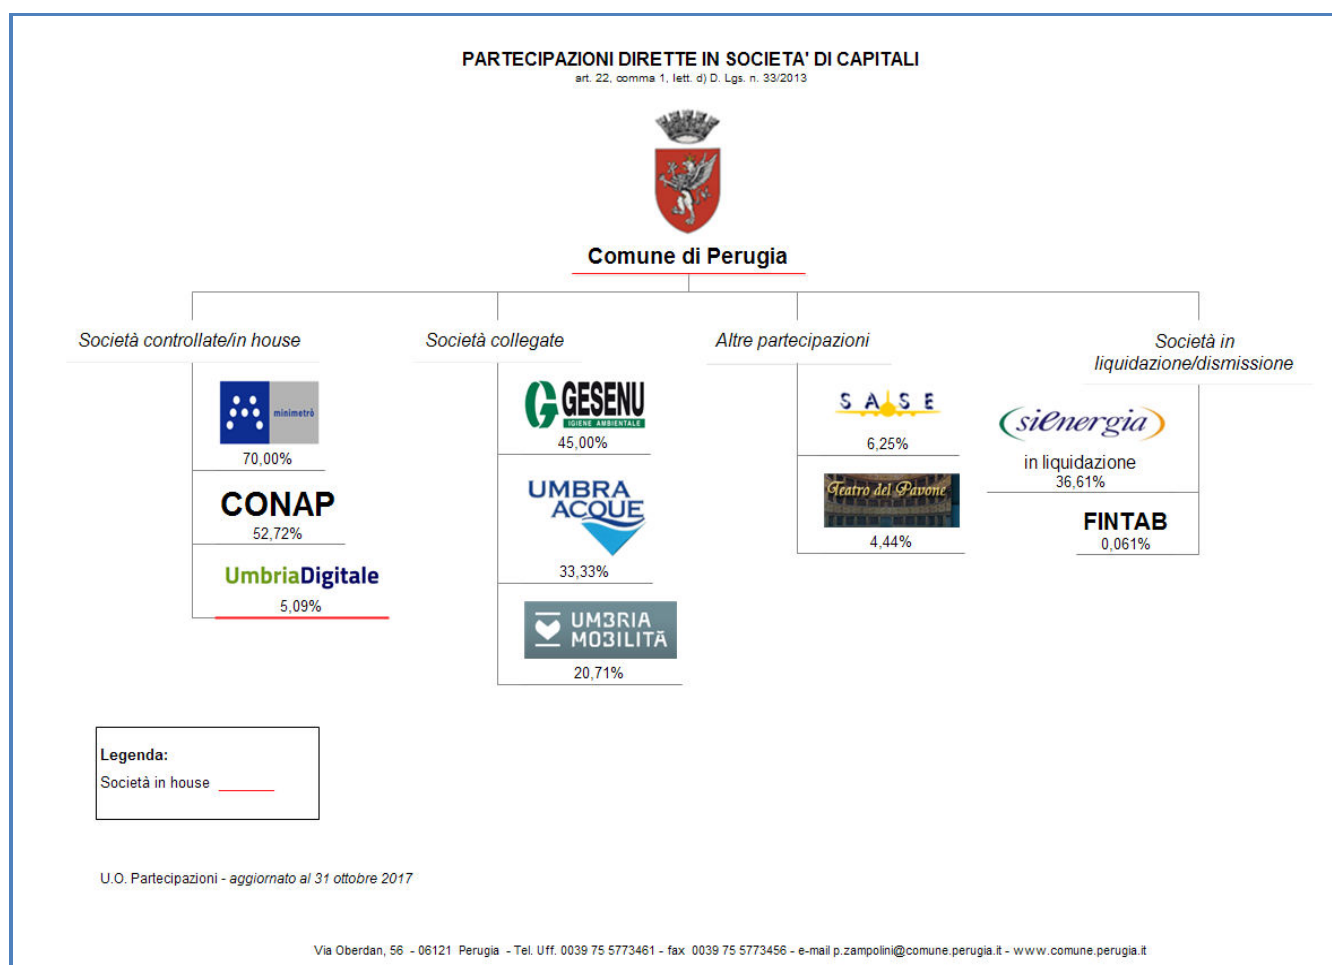 PARTECIPAZIONI DIRETTE IN SOCIETA' DI CAPITALI
art. 22, comma 1, lett. d) D. Lgs. n. 33/2013
Comune di Perugia
Società controllate/in house
minimetrò
70,00%
CONAP
52,72%
UmbriaDigitale
5,09%
Società collegate
GESENU
IGIENE AMBIENTALE
45,00%
UMBRA
ACQUE
33,33%
UM3RIA
MO3ILITÀ
20,71%
Altre partecipazioni
SASE
6,25%
Teatro del Pavone
4,44%
Società in
liquidazione/dismissione
sienergia
in liquidazione
36,61%
FINTAB
0,061%
Legenda:
Società in house
U.O. Partecipazioni - aggiornato al 31 ottobre 2017
Via Oberdan, 56 - 06121 Perugia - Tel. Uff. 0039 75 5773461 - fax 0039 75 5773456 - e-mail p.zampolini@comune.perugia.it - www.comune.perugia.it